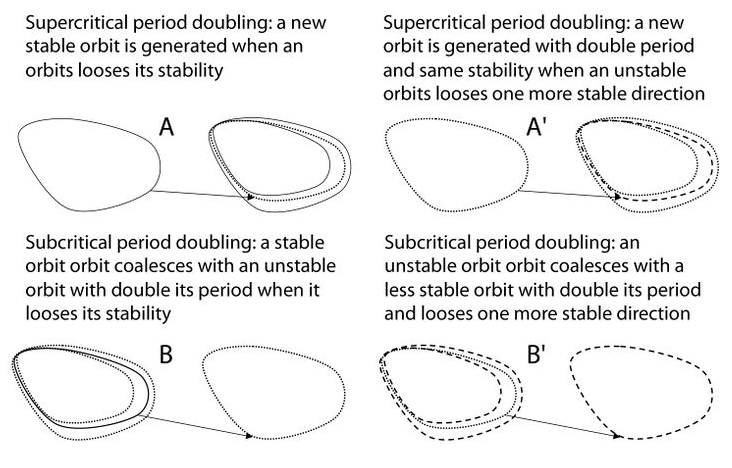 Supercritical period doubling: a new
stable orbit is generated when an
orbits looses its stability
Supercritical period doubling: a new
orbit is generated with double period
and same stability when an unstable
orbits looses one more stable direction
A
A'
Subcritical period doubling: a stable
orbit orbit coalesces with an unstable
orbit with double its period when it
looses its stability
Subcritical period doubling: an
unstable orbit orbit coalesces with a
less stable orbit with double its period
and looses one more stable direction
B
B'